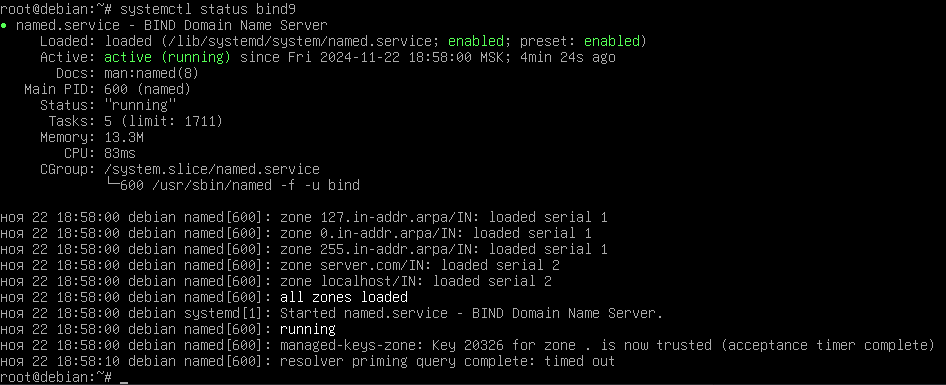 root@debian:~# systemctl status bind9
● named.service - BIND Domain Name Server
     Loaded: loaded (/lib/systemd/system/named.service; enabled; preset: enabled)
     Active: active (running) since Fri 2024-11-22 18:58:00 MSK; 4min 24s ago
       Docs: man:named(8)
   Main PID: 600 (named)
     Status: "running"
      Tasks: 5 (limit: 1711)
     Memory: 13.3M
        CPU: 83ms
     CGroup: /system.slice/named.service
             └─600 /usr/sbin/named -f -u bind

ноя 22 18:58:00 debian named[600]: zone 127.in-addr.arpa/IN: loaded serial 1
ноя 22 18:58:00 debian named[600]: zone 0.in-addr.arpa/IN: loaded serial 1
ноя 22 18:58:00 debian named[600]: zone 255.in-addr.arpa/IN: loaded serial 1
ноя 22 18:58:00 debian named[600]: zone server.com/IN: loaded serial 2
ноя 22 18:58:00 debian named[600]: zone localhost/IN: loaded serial 2
ноя 22 18:58:00 debian named[600]: all zones loaded
ноя 22 18:58:00 debian systemd[1]: Started named.service - BIND Domain Name Server.
ноя 22 18:58:00 debian named[600]: running
ноя 22 18:58:00 debian named[600]: managed-keys-zone: Key 20326 for zone . is now trusted (acceptance timer complete)
ноя 22 18:58:10 debian named[600]: resolver priming query complete: timed out
root@debian:~# _